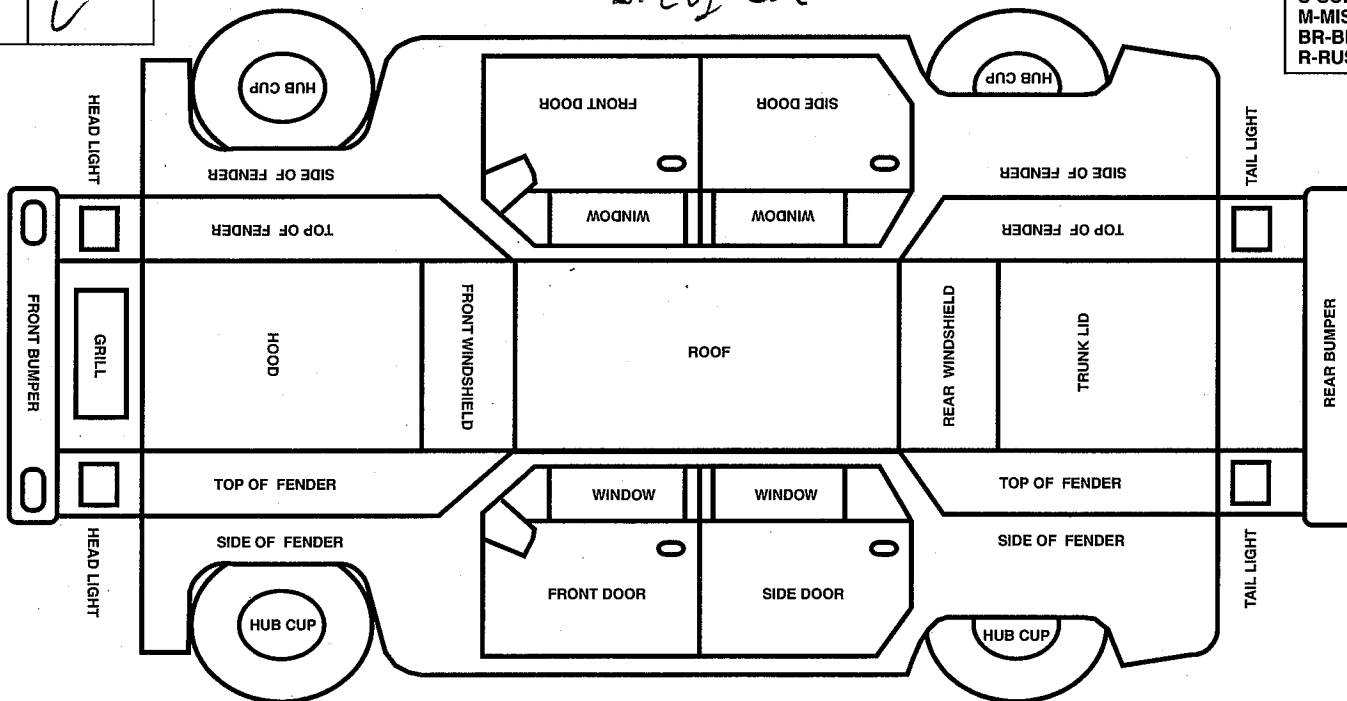 M-MIS
BR-BR
R-RUS
HUB CUP
HUB CUP
FRONT DOOR
SIDE DOOR
HEAD LIGHT
TAIL LIGHT
SIDE OF FENDER
SIDE OF FENDER
WINDOW
WINDOW
TOP OF FENDER
TOP OF FENDER
FRONT BUMPER
GRILL
HOOD
FRONT WINDSHIELD
ROOF
REAR WINDSHIELD
TRUNK LID
REAR BUMPER
TOP OF FENDER
WINDOW
WINDOW
TOP OF FENDER
SIDE OF FENDER
SIDE OF FENDER
HEAD LIGHT
TAIL LIGHT
FRONT DOOR
SIDE DOOR
HUB CUP
HUB CUP